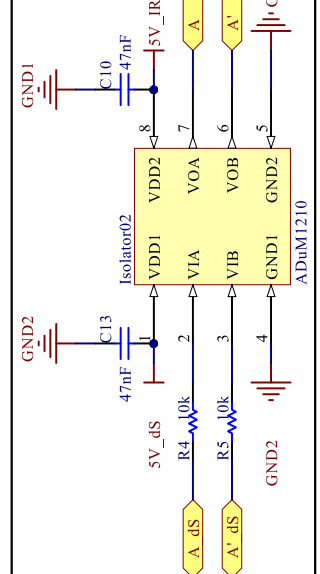 GND1
C10
47nF
5V_IR
A
A'
8
7
6
5
VDD2
VOA
VOB
GND2
Isolator02
ADuM1210
VDD1
VIA
VIB
GND1
1
2
3
4
GND2
C13
47nF
5V_dS
R4
10k
R5
10k
GND2
A_dS
A'_dS